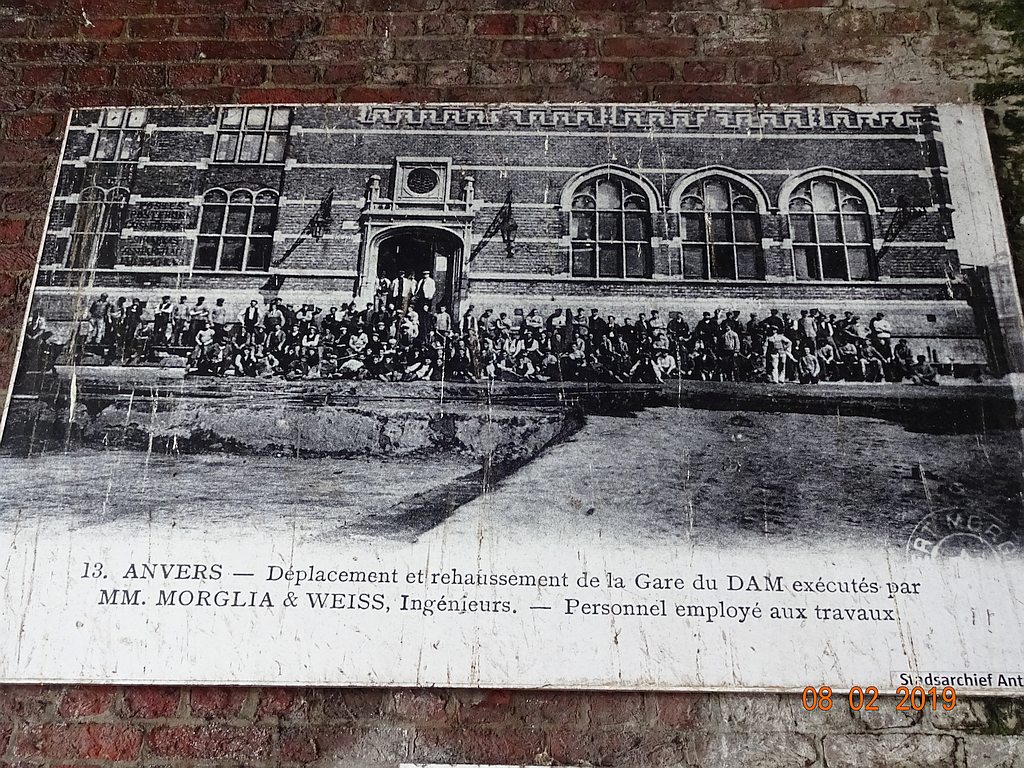 13. ANVERS — Déplacement et rehaussement de la Gare du DAM exécutés par
MM. MORGLIA & WEISS, Ingénieurs. — Personnel employé aux travaux.
Stadsarchief Ant
08 02 2019